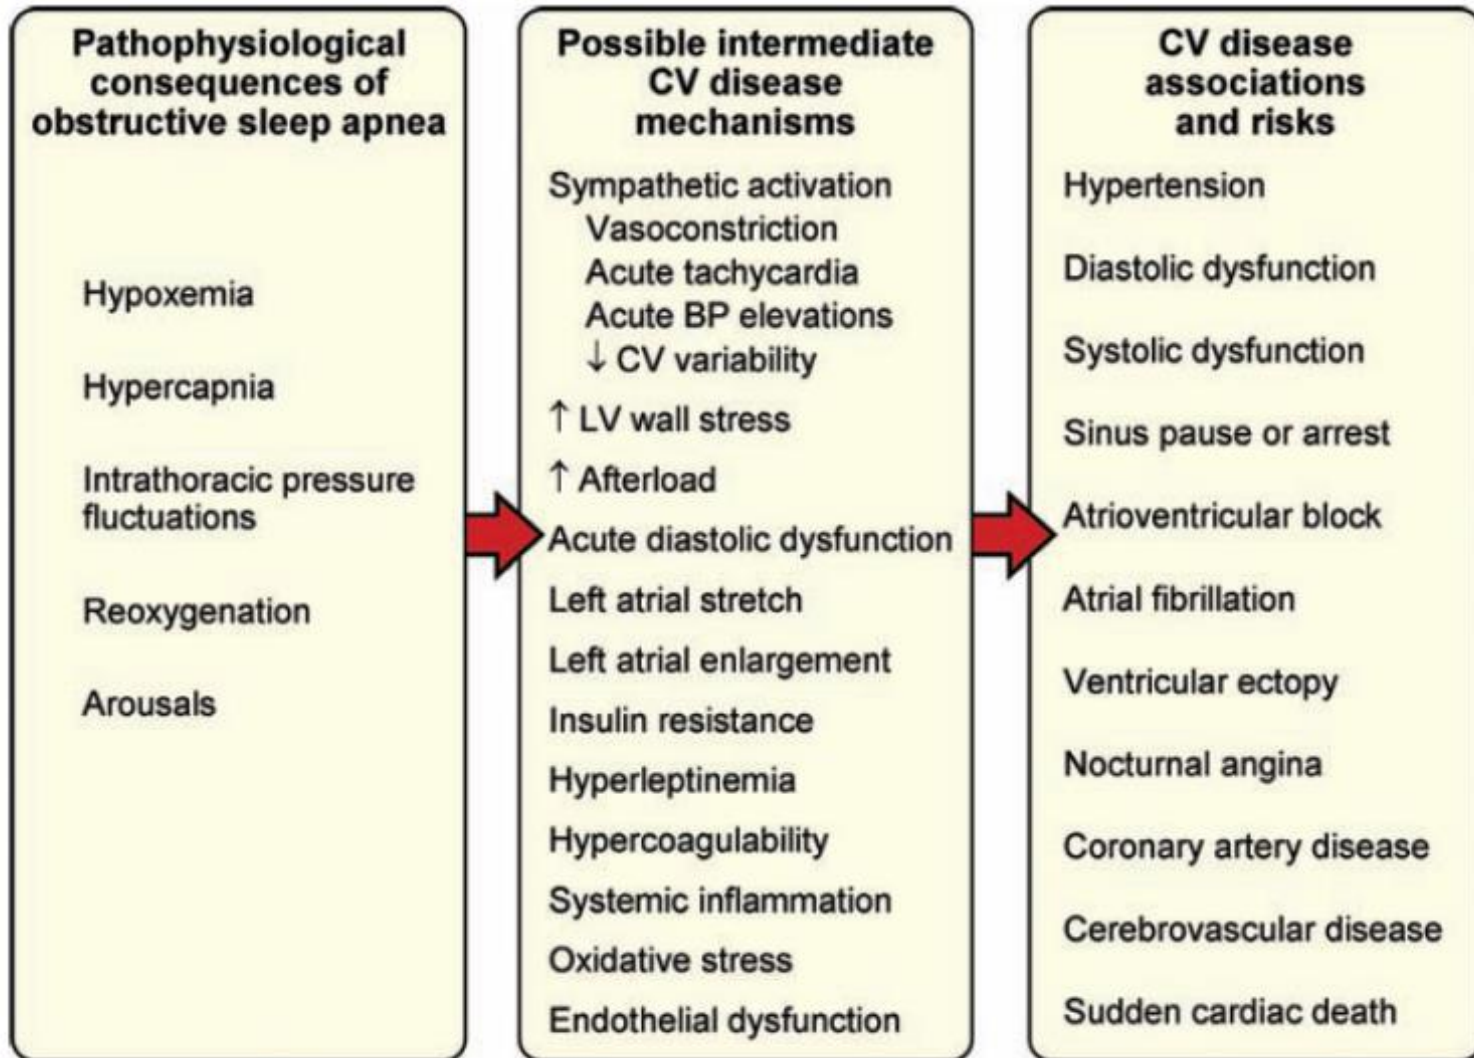 Pathophysiological
consequences of
obstructive sleep apnea
Hypoxemia
Hypercapnia
Intrathoracic pressure
fluctuations
Reoxygenation
Arousals
Possible intermediate
CV disease
mechanisms
Sympathetic activation
Vasoconstriction
Acute tachycardia
Acute BP elevations
↓ CV variability
↑ LV wall stress
↑ Afterload
Acute diastolic dysfunction
Left atrial stretch
Left atrial enlargement
Insulin resistance
Hyperleptinemia
Hypercoagulability
Systemic inflammation
Oxidative stress
Endothelial dysfunction
CV disease
associations
and risks
Hypertension
Diastolic dysfunction
Systolic dysfunction
Sinus pause or arrest
Atrioventricular block
Atrial fibrillation
Ventricular ectopy
Nocturnal angina
Coronary artery disease
Cerebrovascular disease
Sudden cardiac death